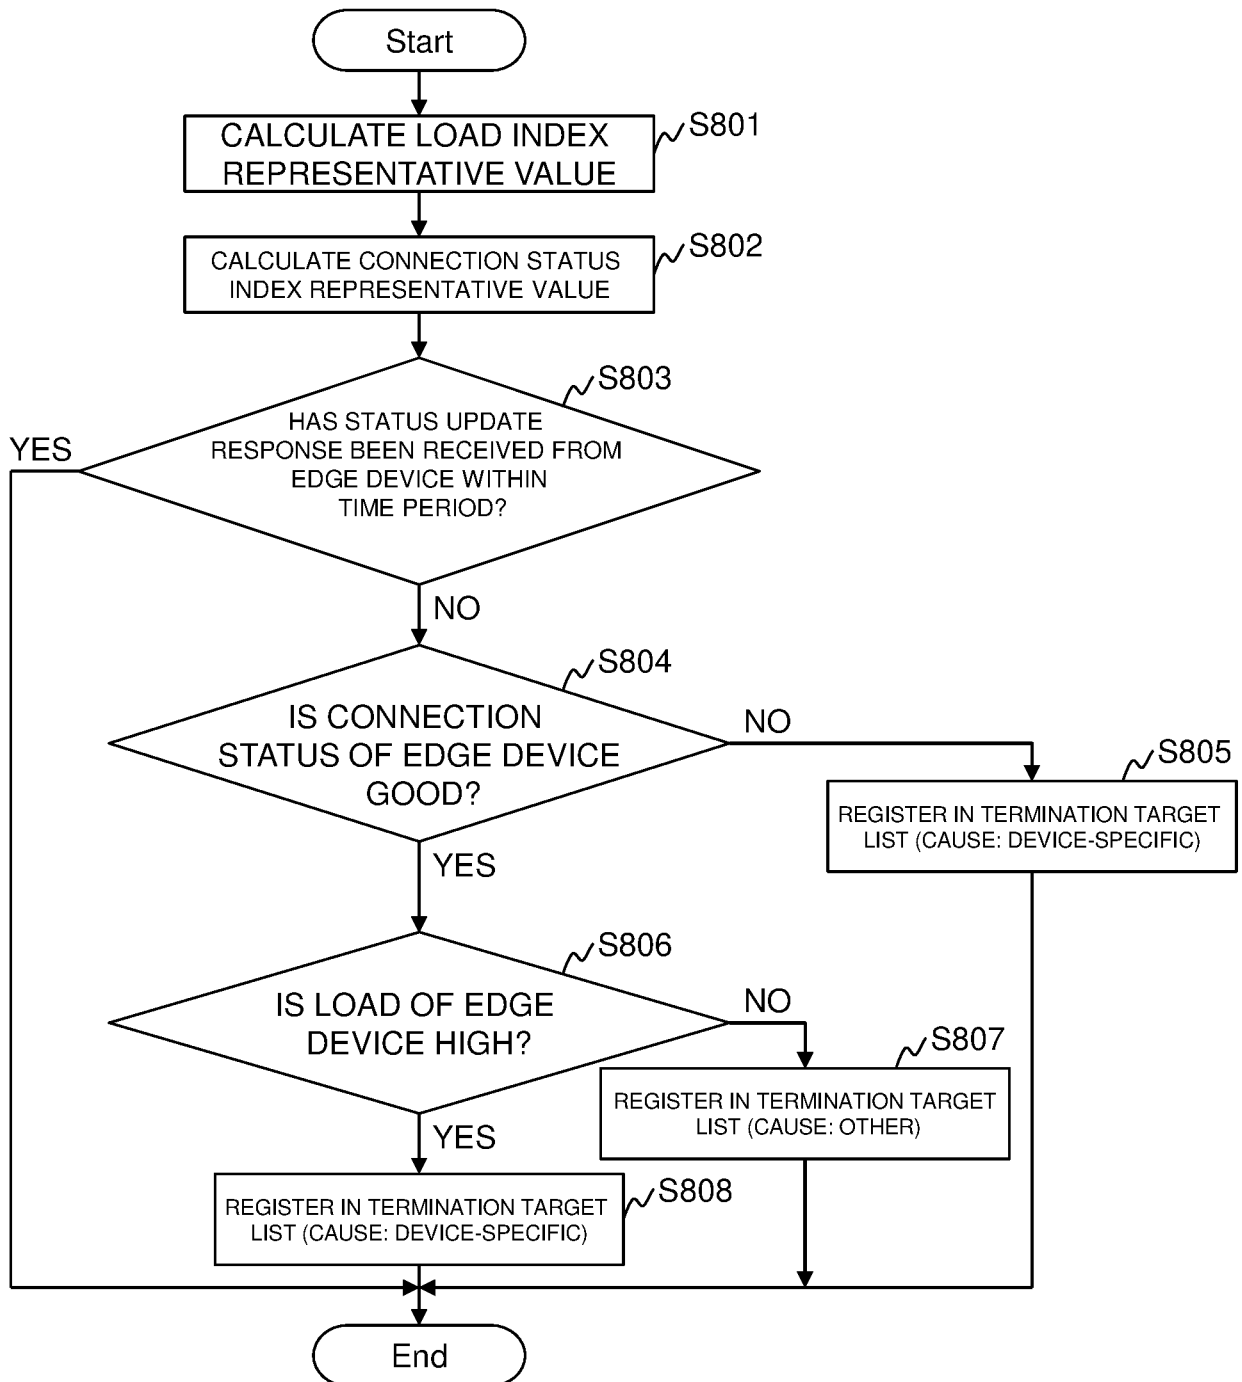 Start
CALCULATE LOAD INDEX
REPRESENTATIVE VALUE
S801
CALCULATE CONNECTION STATUS
INDEX REPRESENTATIVE VALUE
S802
S803
HAS STATUS UPDATE
RESPONSE BEEN RECEIVED FROM
EDGE DEVICE WITHIN
TIME PERIOD?
YES
NO
S804
IS CONNECTION
STATUS OF EDGE DEVICE
GOOD?
NO
YES
S805
REGISTER IN TERMINATION TARGET
LIST (CAUSE: DEVICE-SPECIFIC)
S806
IS LOAD OF EDGE
DEVICE HIGH?
NO
YES
S807
REGISTER IN TERMINATION TARGET
LIST (CAUSE: OTHER)
S808
REGISTER IN TERMINATION TARGET
LIST (CAUSE: DEVICE-SPECIFIC)
End